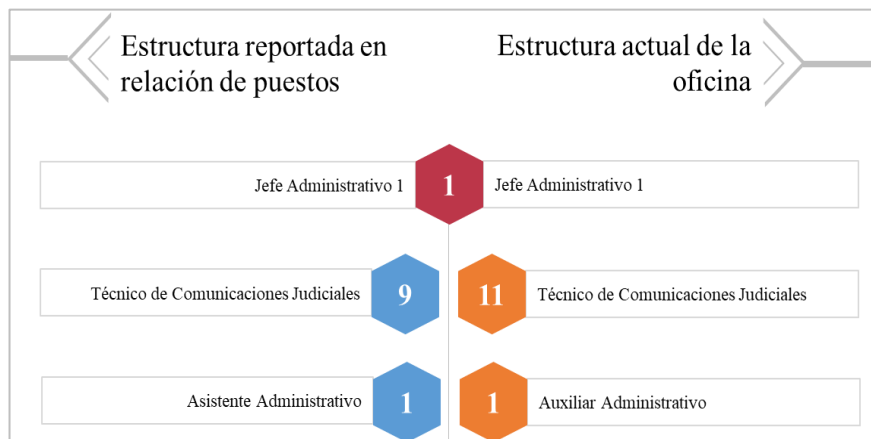 Estructura reportada en
relación de puestos
Estructura actual de la
oficina
Jefe Administrativo 1
1
Jefe Administrativo 1
Técnico de Comunicaciones Judiciales
9
11
Técnico de Comunicaciones Judiciales
Asistente Administrativo
1
1
Auxiliar Administrativo